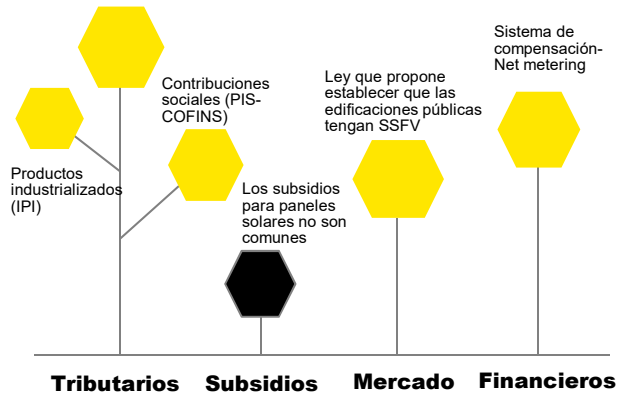 Productos
industrializados
(IPI)
Contribuciones
sociales (PIS-
COFINS)
Los subsidios
para paneles
solares no son
comunes
Ley que propone
establecer que las
edificaciones públicas
tengan SSFV
Sistema de
compensación-
Net metering
Tributarios Subsidios Mercado Financieros